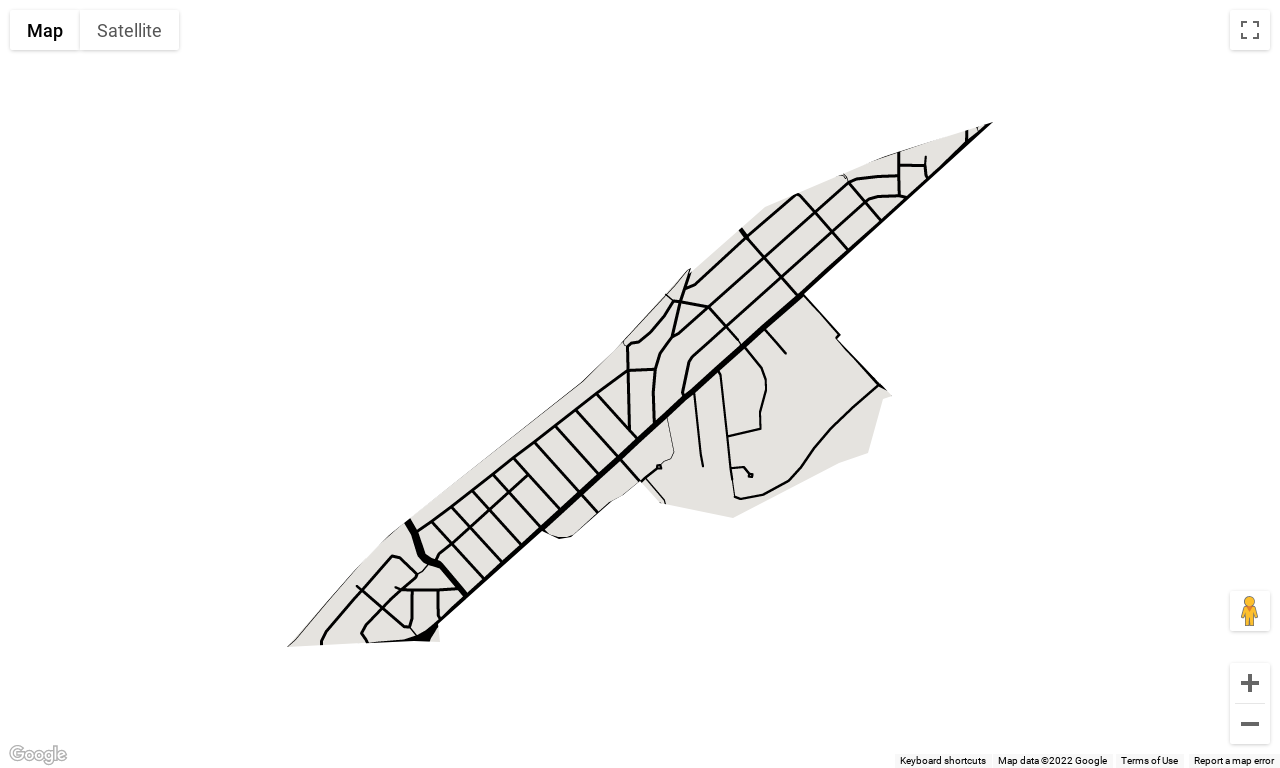 Map Satellite
Google
Keyboard shortcuts Map data ©2022 Google Terms of Use Report a map error